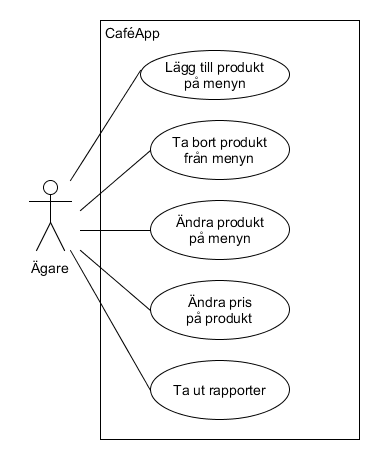 CaféApp
Lägg till produkt
på menyn
Ta bort produkt
från menyn
Ändra produkt
på menyn
Ägare
Ändra pris
på produkt
Ta ut rapporter